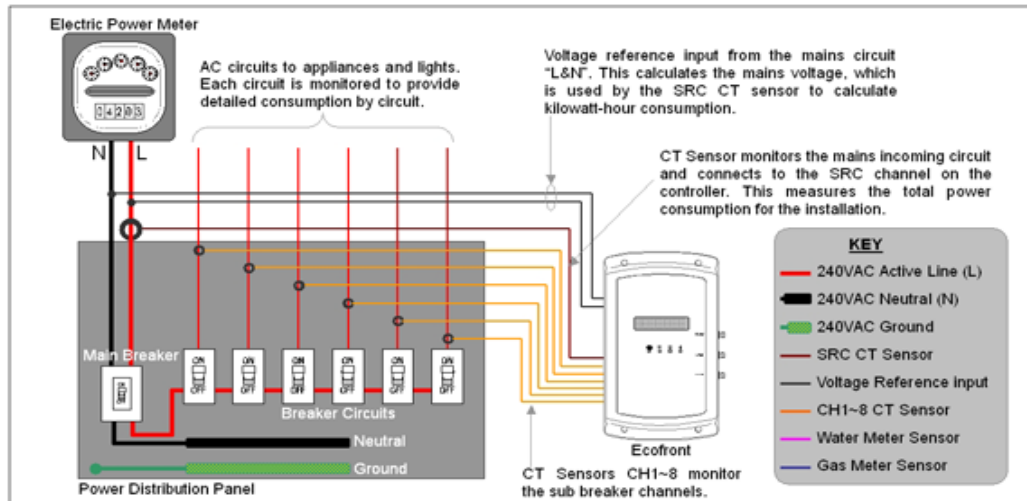 Electric Power Meter
04203
N L
AC circuits to appliances and lights.
Each circuit is monitored to provide
detailed consumption by circuit.
Voltage reference input from the mains circuit
"L&N". This calculates the mains voltage, which
is used by the SRC CT sensor to calculate
kilowatt-hour consumption.
CT Sensor monitors the mains incoming circuit
and connects to the SRC channel on the
controller. This measures the total power
consumption for the installation.
KEY
240VAC Active Line (L)
240VAC Neutral (N)
240VAC Ground
SRC CT Sensor
Voltage Reference input
CH1~8 CT Sensor
Water Meter Sensor
Gas Meter Sensor
Main Breaker
ON ON ON ON ON ON
OFF OFF OFF OFF OFF OFF
Breaker Circuits
Neutral
Ground
Power Distribution Panel
Ecofront
CT Sensors CH1~8 monitor
the sub breaker channels.